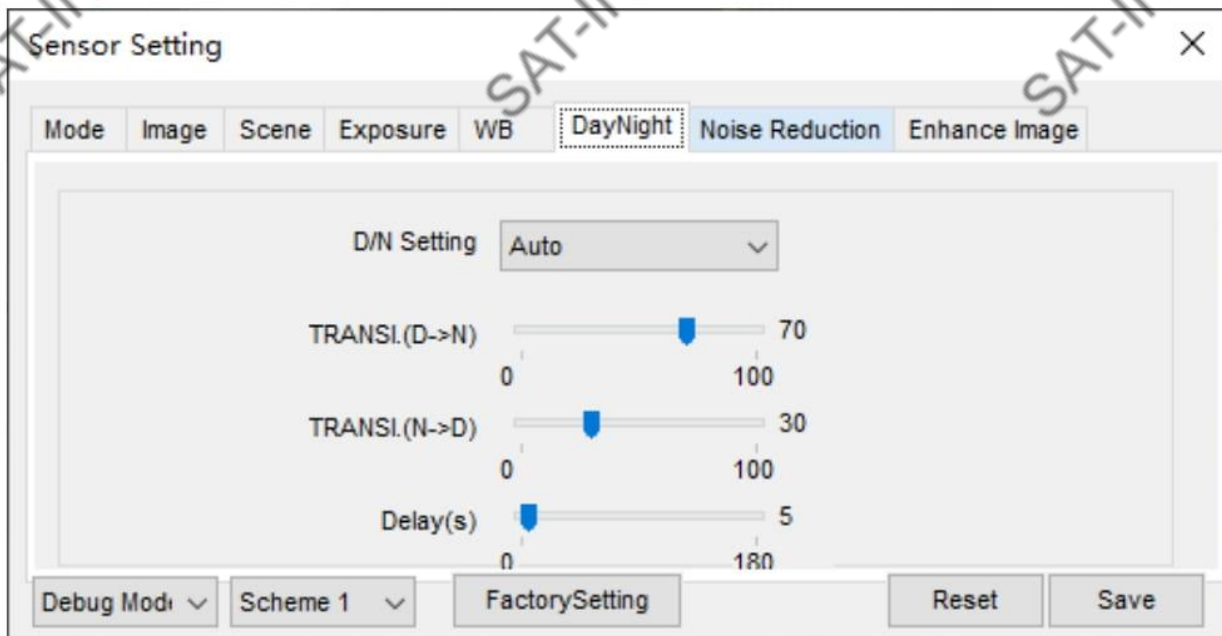 Sensor Setting
Mode Image Scene Exposure WB DayNight Noise Reduction Enhance Image
D/N Setting Auto
TRANSI.(D->N) 70
0 100
TRANSI.(N->D) 30
0 100
Delay(s) 5
0 180
Debug Mod Scheme 1 FactorySetting Reset Save